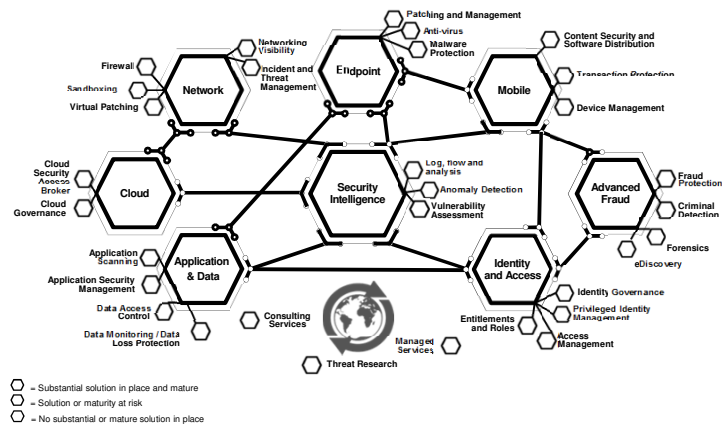 Patching and Management
Anti-virus
Malware
Protection
Endpoint
Networking
Visibility
Incident and
Threat
Management
Firewall
Sandboxing
Virtual Patching
Network
Content Security and
Software Distribution
Transaction Protection
Device Management
Mobile
Cloud
Security
Access
Broker
Cloud
Governance
Cloud
Security
Intelligence
Log, flow and
analysis
Anomaly Detection
Vulnerability
Assessment
Advanced
Fraud
Fraud
Protection
Criminal
Detection
Forensics
eDiscovery
Application
Scanning
Application Security
Management
Data Access
Control
Data Monitoring / Data
Loss Protection
Application
& Data
Identity
and Access
Identity Governance
Privileged Identity
Management
Access
Management
Entitlements
and Roles
Consulting
Services
Managed
Services
Threat Research
= Substantial solution in place and mature
= Solution or maturity at risk
= No substantial or mature solution in place